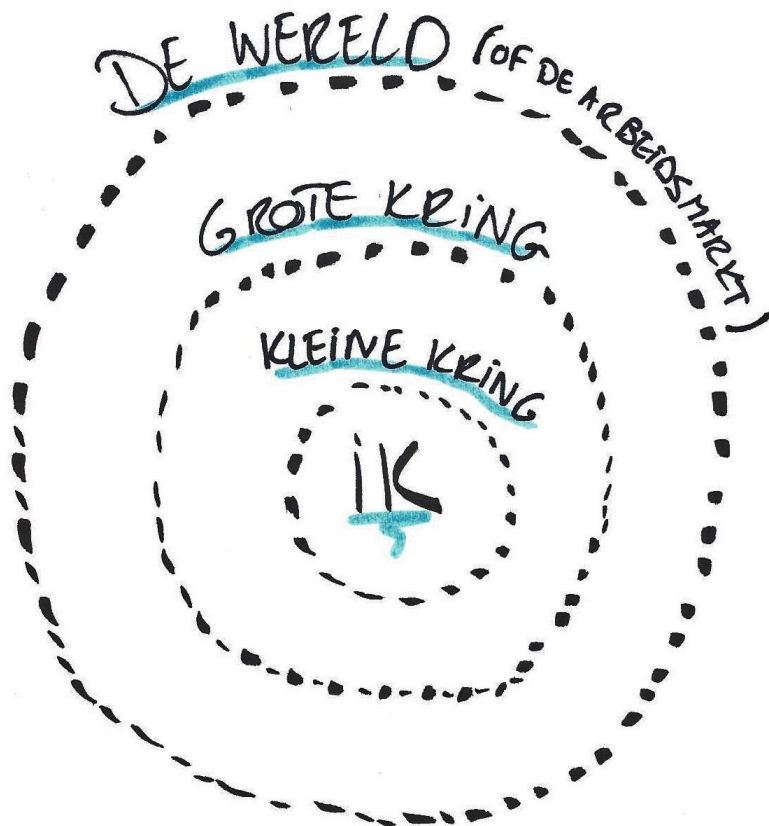 DE WERELD (OF DE ARBEIDSMARKT)
GROTE KRING
KLEINE KRING
iK